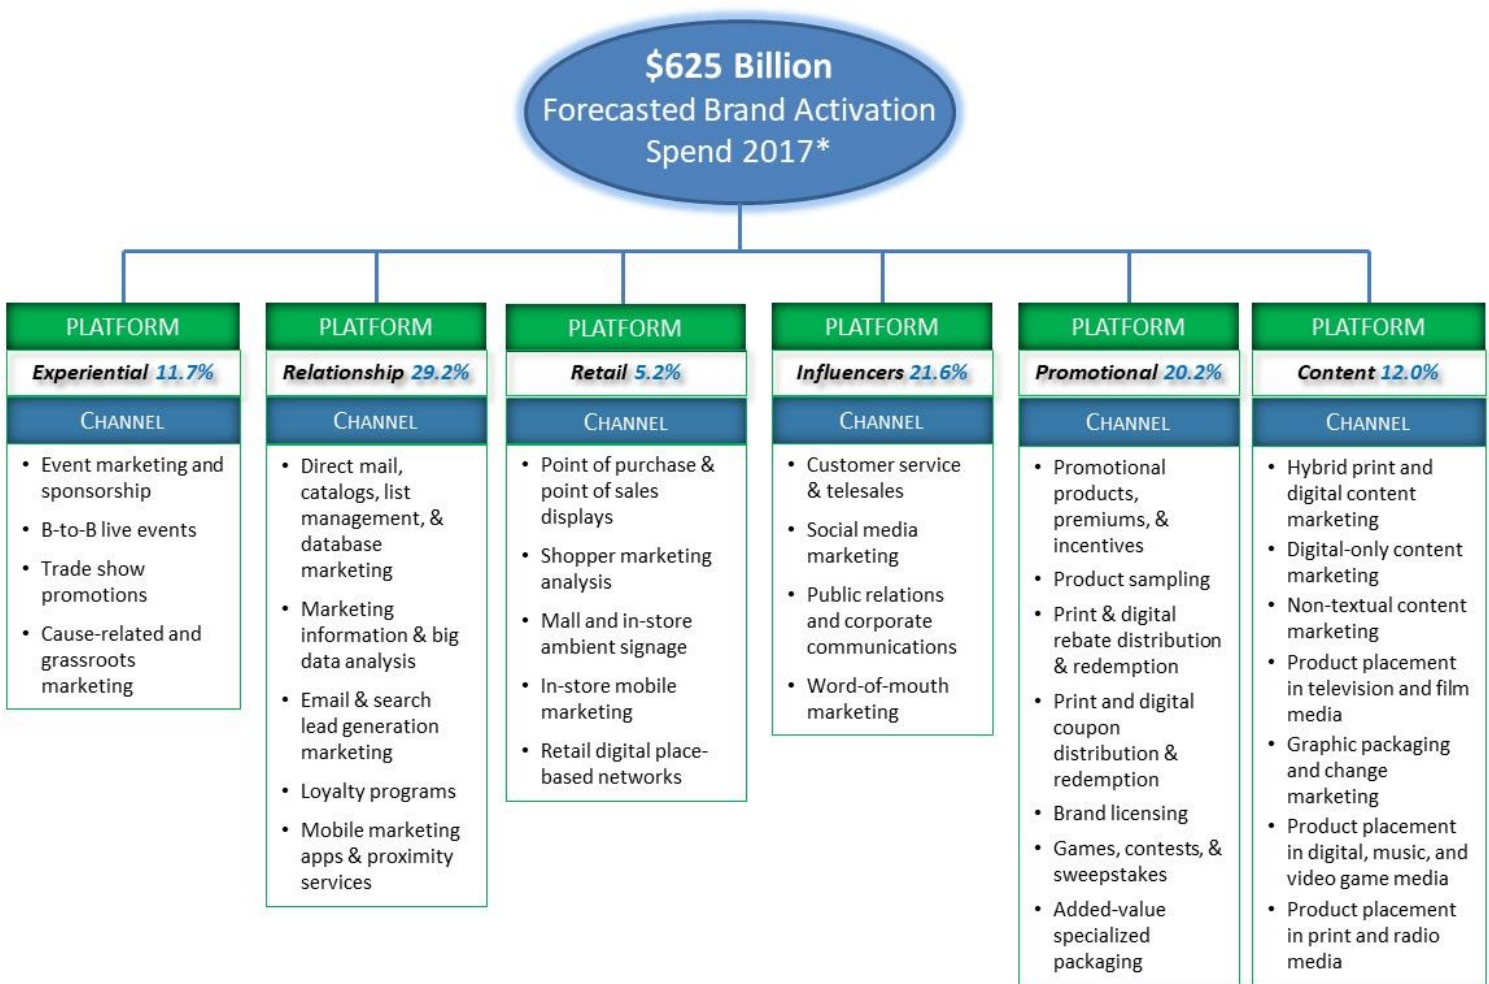 $625 Billion
Forecasted Brand Activation
Spend 2017*
PLATFORM
Experiential 11.7%
CHANNEL
• Event marketing and
sponsorship
• B-to-B live events
• Trade show
promotions
• Cause-related and
grassroots
marketing
PLATFORM
Relationship 29.2%
CHANNEL
• Direct mail,
catalogs, list
management, &
database
marketing
• Marketing
information & big
data analysis
• Email & search
lead generation
marketing
• Loyalty programs
• Mobile marketing
apps & proximity
services
PLATFORM
Retail 5.2%
CHANNEL
• Point of purchase &
point of sales
displays
• Shopper marketing
analysis
• Mall and in-store
ambient signage
• In-store mobile
marketing
• Retail digital place-
based networks
PLATFORM
Influencers 21.6%
CHANNEL
• Customer service
& telesales
• Social media
marketing
• Public relations
and corporate
communications
• Word-of-mouth
marketing
PLATFORM
Promotional 20.2%
CHANNEL
• Promotional
products,
premiums, &
incentives
• Product sampling
• Print & digital
rebate distribution
& redemption
• Print and digital
coupon
distribution &
redemption
• Brand licensing
• Games, contests, &
sweepstakes
• Added-value
specialized
packaging
PLATFORM
Content 12.0%
CHANNEL
• Hybrid print and
digital content
marketing
• Digital-only content
marketing
• Non-textual content
marketing
• Product placement
in television and film
media
• Graphic packaging
and change
marketing
• Product placement
in digital, music, and
video game media
• Product placement
in print and radio
media